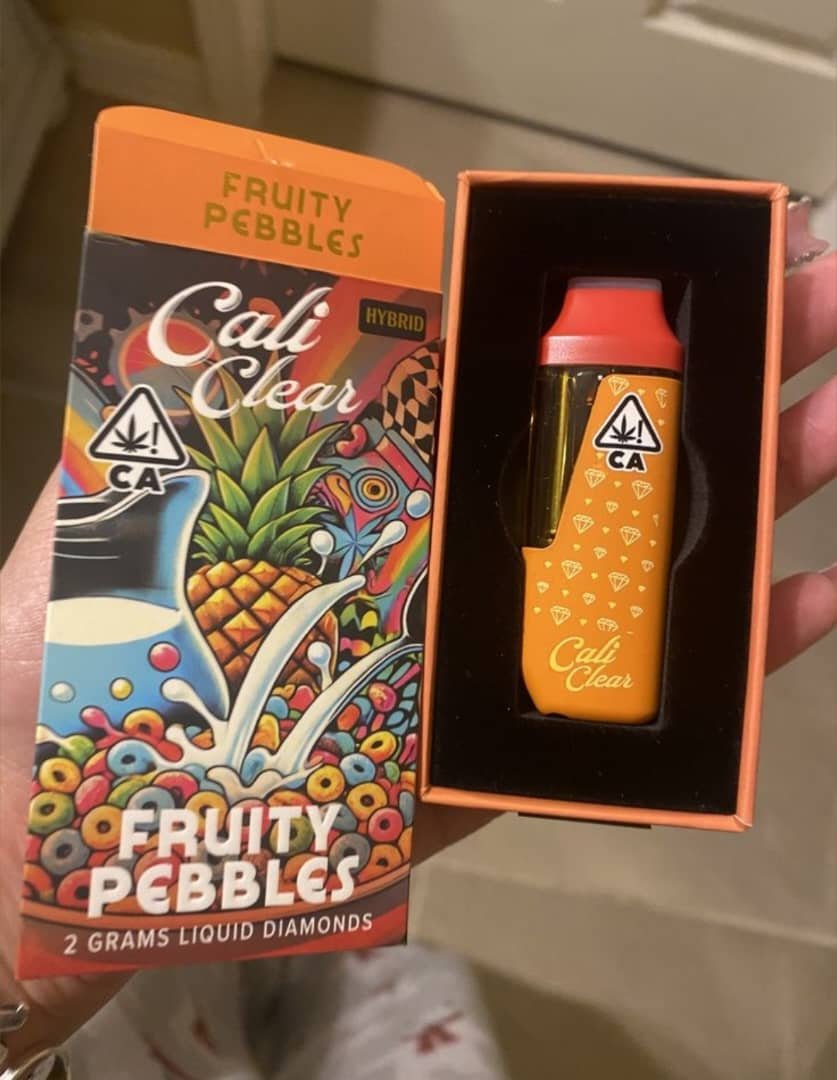 FRUITY
PEBBLES
Cali
Clear
HYBRID
!
CA
FRUITY
PEBBLES
2 GRAMS LIQUID DIAMONDS
!
CA
Cali
Clear